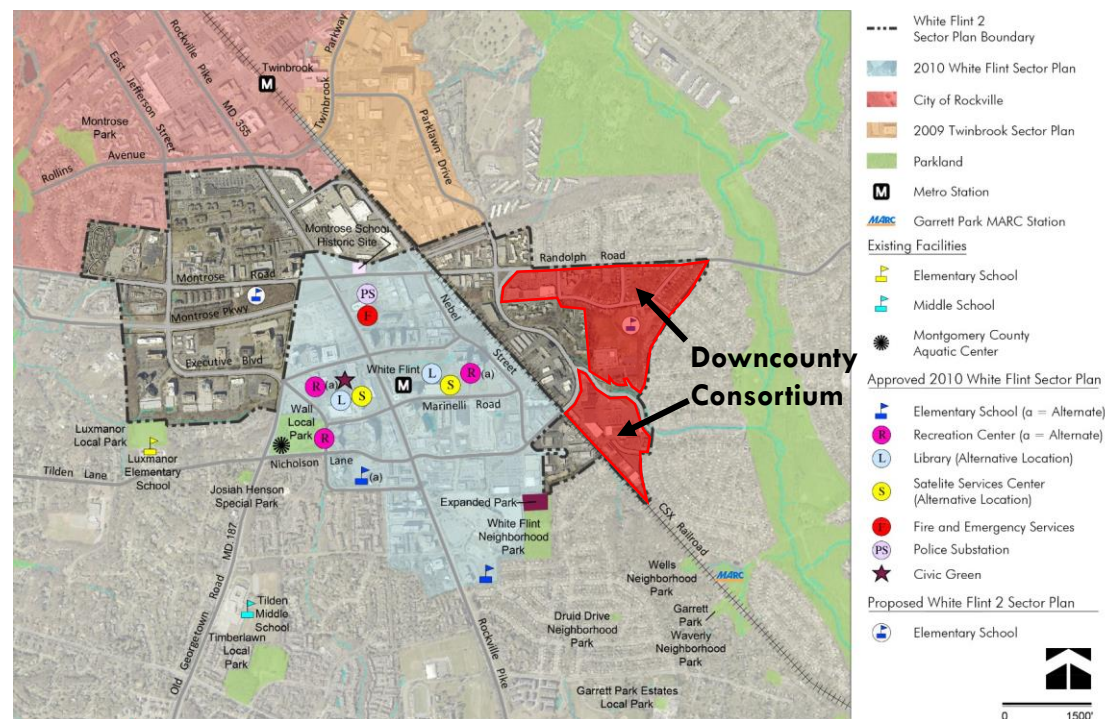 Twinbrook
M
Rockville Pike
MD. 355
East Jefferson
Street
Twinbrook
Parkway
Parklawn Drive
Montrose
Park
Rollins
Avenue
Montrose School
Historic Site
Randolph Road
Montrose Road
Montrose Pkwy
Executive Blvd
PS
F
Nebel
Street
White Flint
M
L
S
R (a)
R (a)
L
S
Marinelli Road
Downcounty
Consortium
Wall
Local
Park
R
Luxmanor
Local Park
Luxmanor
Elementary
School
Tilden Lane
Nicholson Lane
(a)
Josiah Henson
Special Park
Expanded Park
White Flint
Neighborhood
Park
CSX Railroad
Old Georgetown Road MD.187
Tilden
Middle
School
Timberlawn
Local
Park
Rockville Pike
Wells
Neighborhood
Park
MARC
Garrett
Park
Waverly
Neighborhood
Park
Druid Drive
Neighborhood
Park
Garrett Park Estates
Local Park
White Flint 2
Sector Plan Boundary
2010 White Flint Sector Plan
City of Rockville
2009 Twinbrook Sector Plan
Parkland
M
Metro Station
MARC
Garrett Park MARC Station
Existing Facilities
Elementary School
Middle School
Montgomery County
Aquatic Center
Approved 2010 White Flint Sector Plan
Elementary School (a = Alternate)
R
Recreation Center (a = Alternate)
L
Library (Alternative Location)
S
Satelite Services Center
(Alternative Location)
F
Fire and Emergency Services
PS
Police Substation
Civic Green
Proposed White Flint 2 Sector Plan
Elementary School
0 1500'